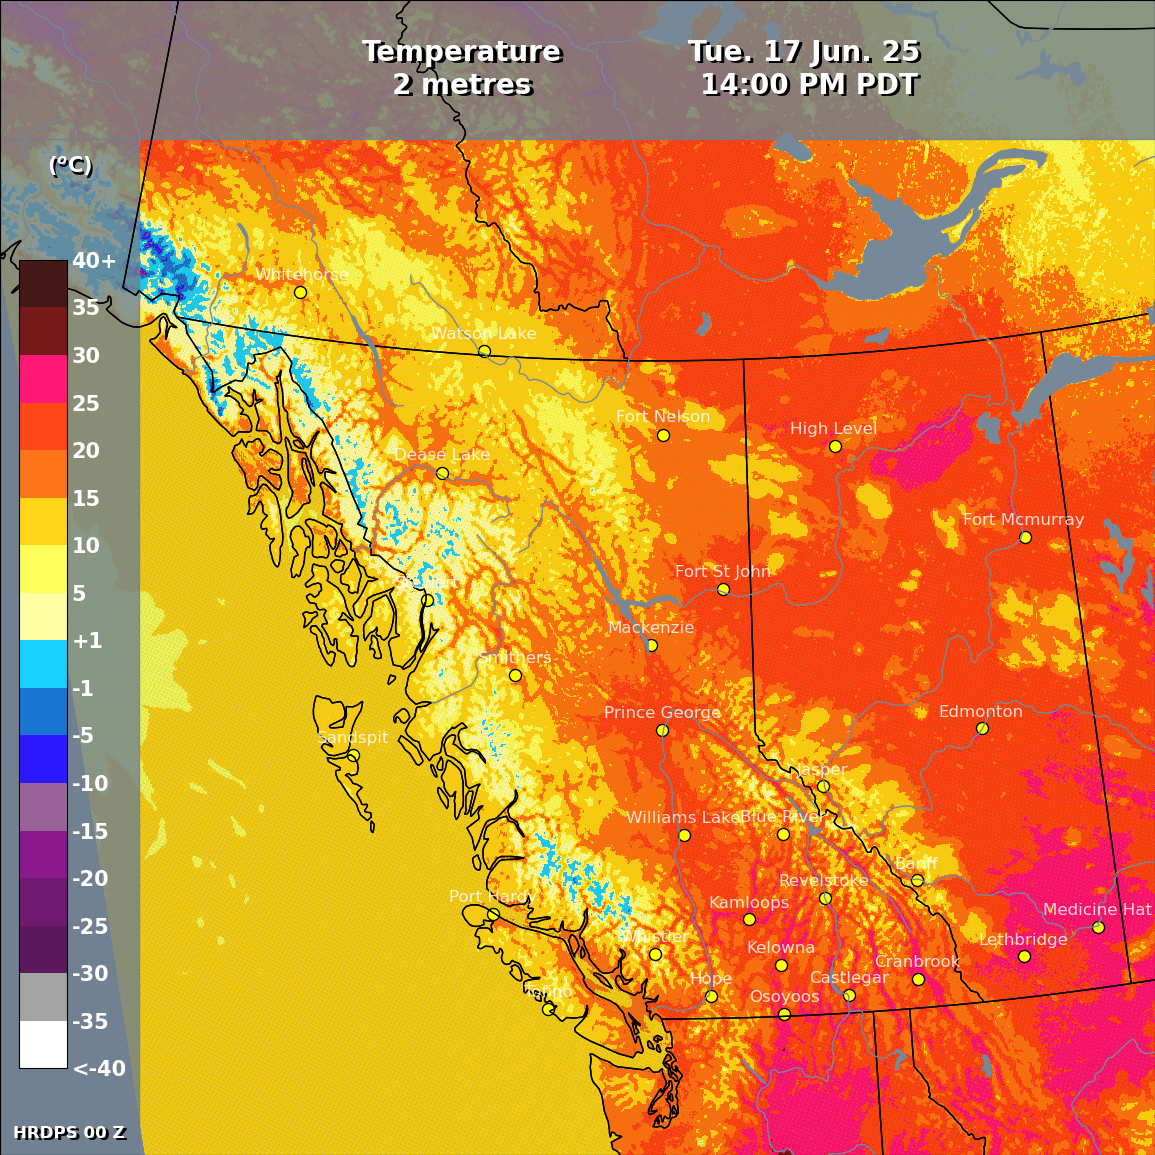 Temperature
2 metres
Tue. 17 Jun. 25
14:00 PM PDT
(°C)
40+
35
30
25
20
15
10
5
+1
-1
-5
-10
-15
-20
-25
-30
-35
<-40
Whitehorse
Watson Lake
Fort Nelson
High Level
Dease Lake
Fort Mcmurray
Fort St John
Stewart
Mackenzie
Smithers
Prince George
Edmonton
Sandspit
Jasper
Williams Lake
Blue River
Banff
Revelstoke
Port Hardy
Kamloops
Medicine Hat
Whistler
Kelowna
Lethbridge
Cranbrook
Hope
Castlegar
Tofino
Osoyoos
HRDPS 00 Z